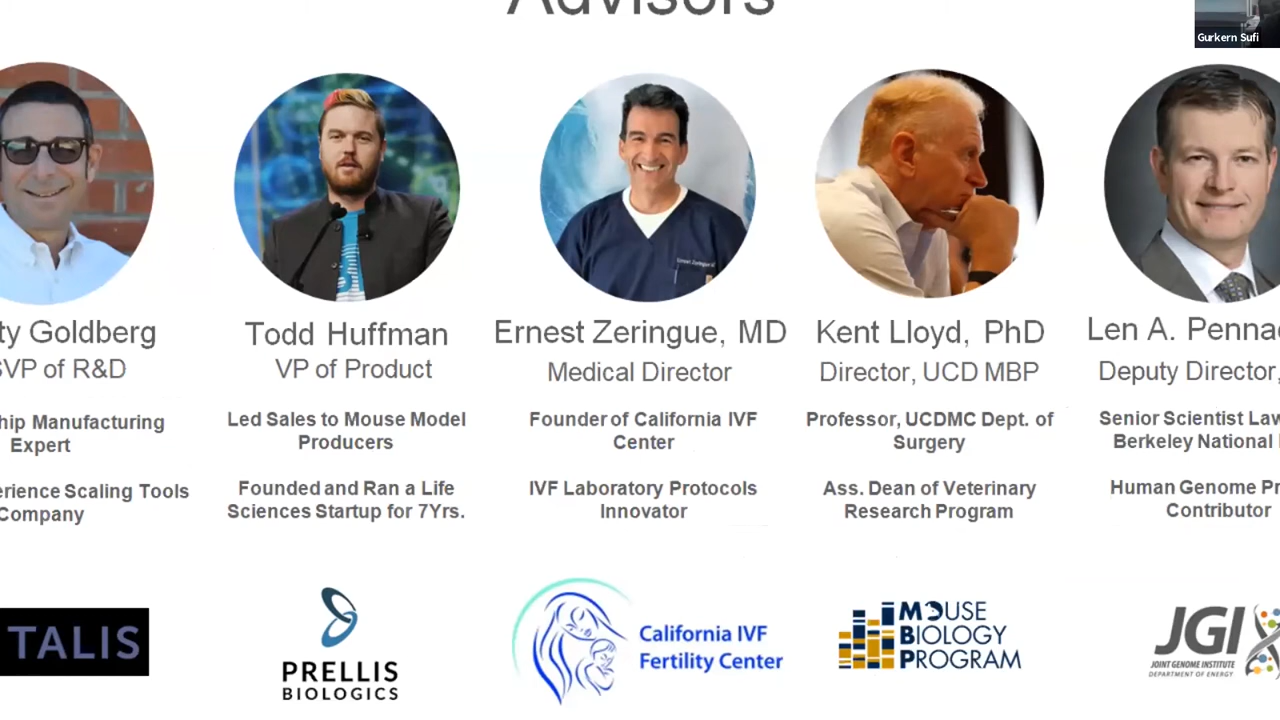 Advisors
Gurkern Sufi
ty Goldberg
SVP of R&D
hip Manufacturing
Expert
erience Scaling Tools
Company
TALIS
Todd Huffman
VP of Product
Led Sales to Mouse Model
Producers
Founded and Ran a Life
Sciences Startup for 7Yrs.
PRELLIS
BIOLOGICS
Ernest Zeringue, MD
Medical Director
Founder of California IVF
Center
IVF Laboratory Protocols
Innovator
California IVF
Fertility Center
Kent Lloyd, PhD
Director, UCD MBP
Professor, UCDMC Dept. of
Surgery
Ass. Dean of Veterinary
Research Program
MOUSE
BIOLOGY
PROGRAM
Len A. Penna
Deputy Director,
Senior Scientist Law
Berkeley National
Human Genome Pr
Contributor
JGI
JOINT GENOME INSTITUTE
DEPARTMENT OF ENERGY